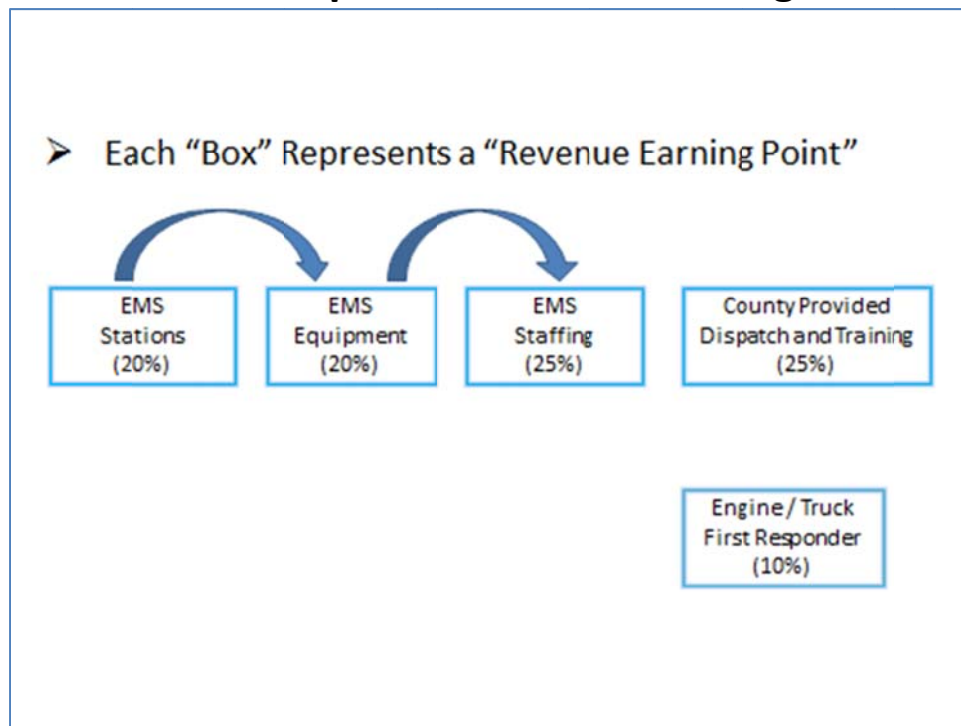 ➢ Each “Box” Represents a “Revenue Earning Point”
EMS
Stations
(20%)
EMS
Equipment
(20%)
EMS
Staffing
(25%)
County Provided
Dispatch and Training
(25%)
Engine / Truck
First Responder
(10%)